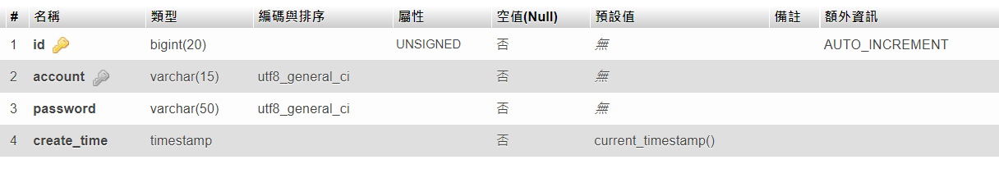 # 名稱 類型 編碼與排序 屬性 空值(Null) 預設值 備註 額外資訊
1 id bigint(20) UNSIGNED 否 無 AUTO_INCREMENT
2 account varchar(15) utf8_general_ci 否 無
3 password varchar(50) utf8_general_ci 否 無
4 create_time timestamp 否 current_timestamp()